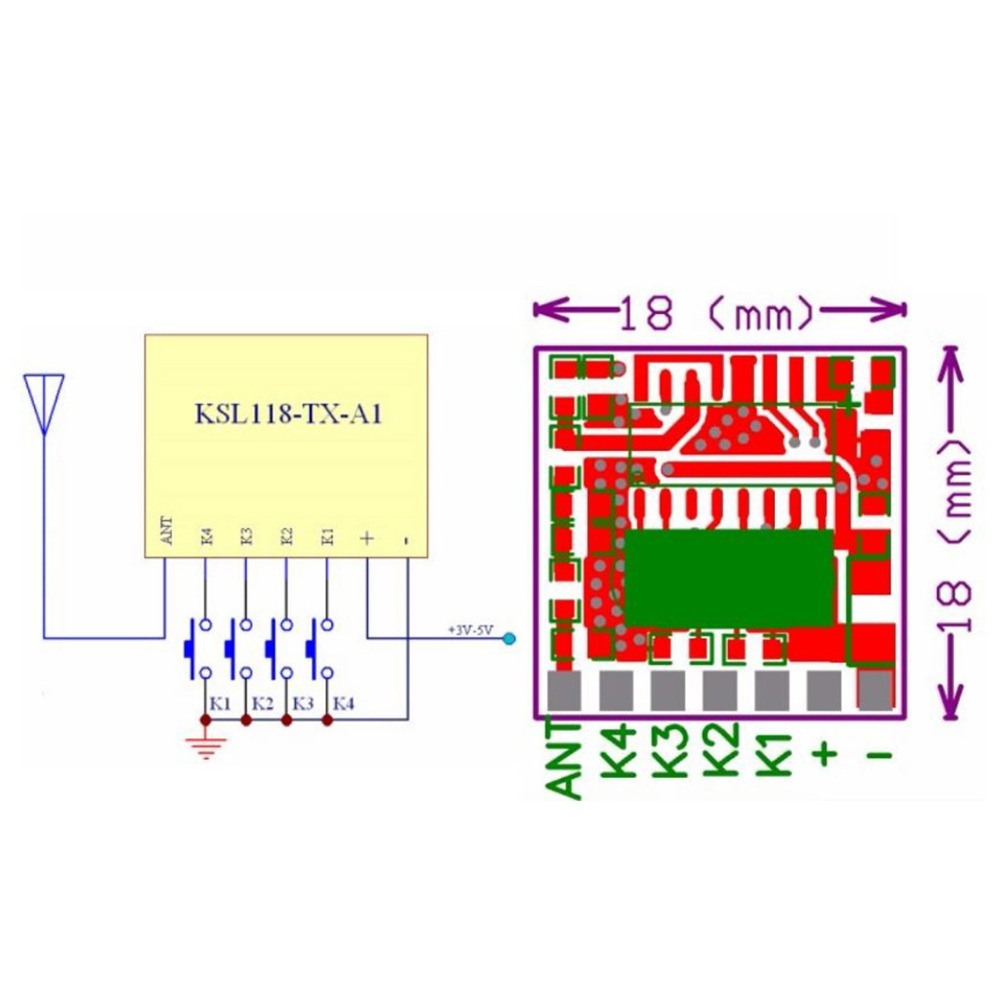 KSL118-TX-A1
ANT K4 K3 K2 K1 + -
+3V-5V
K1 K2 K3 K4
18 (mm)
18 (mm)
+
ANT K4 K3 K2 K1 + -